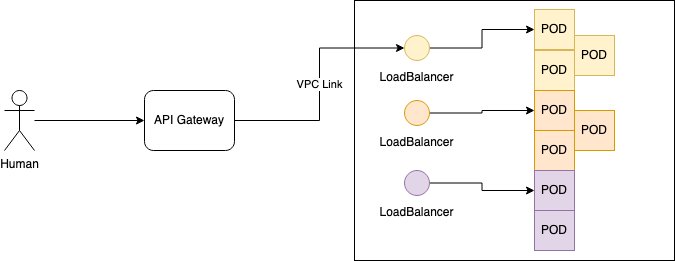 Human
API Gateway
VPC Link
LoadBalancer
LoadBalancer
LoadBalancer
POD
POD
POD
POD
POD
POD
POD
POD